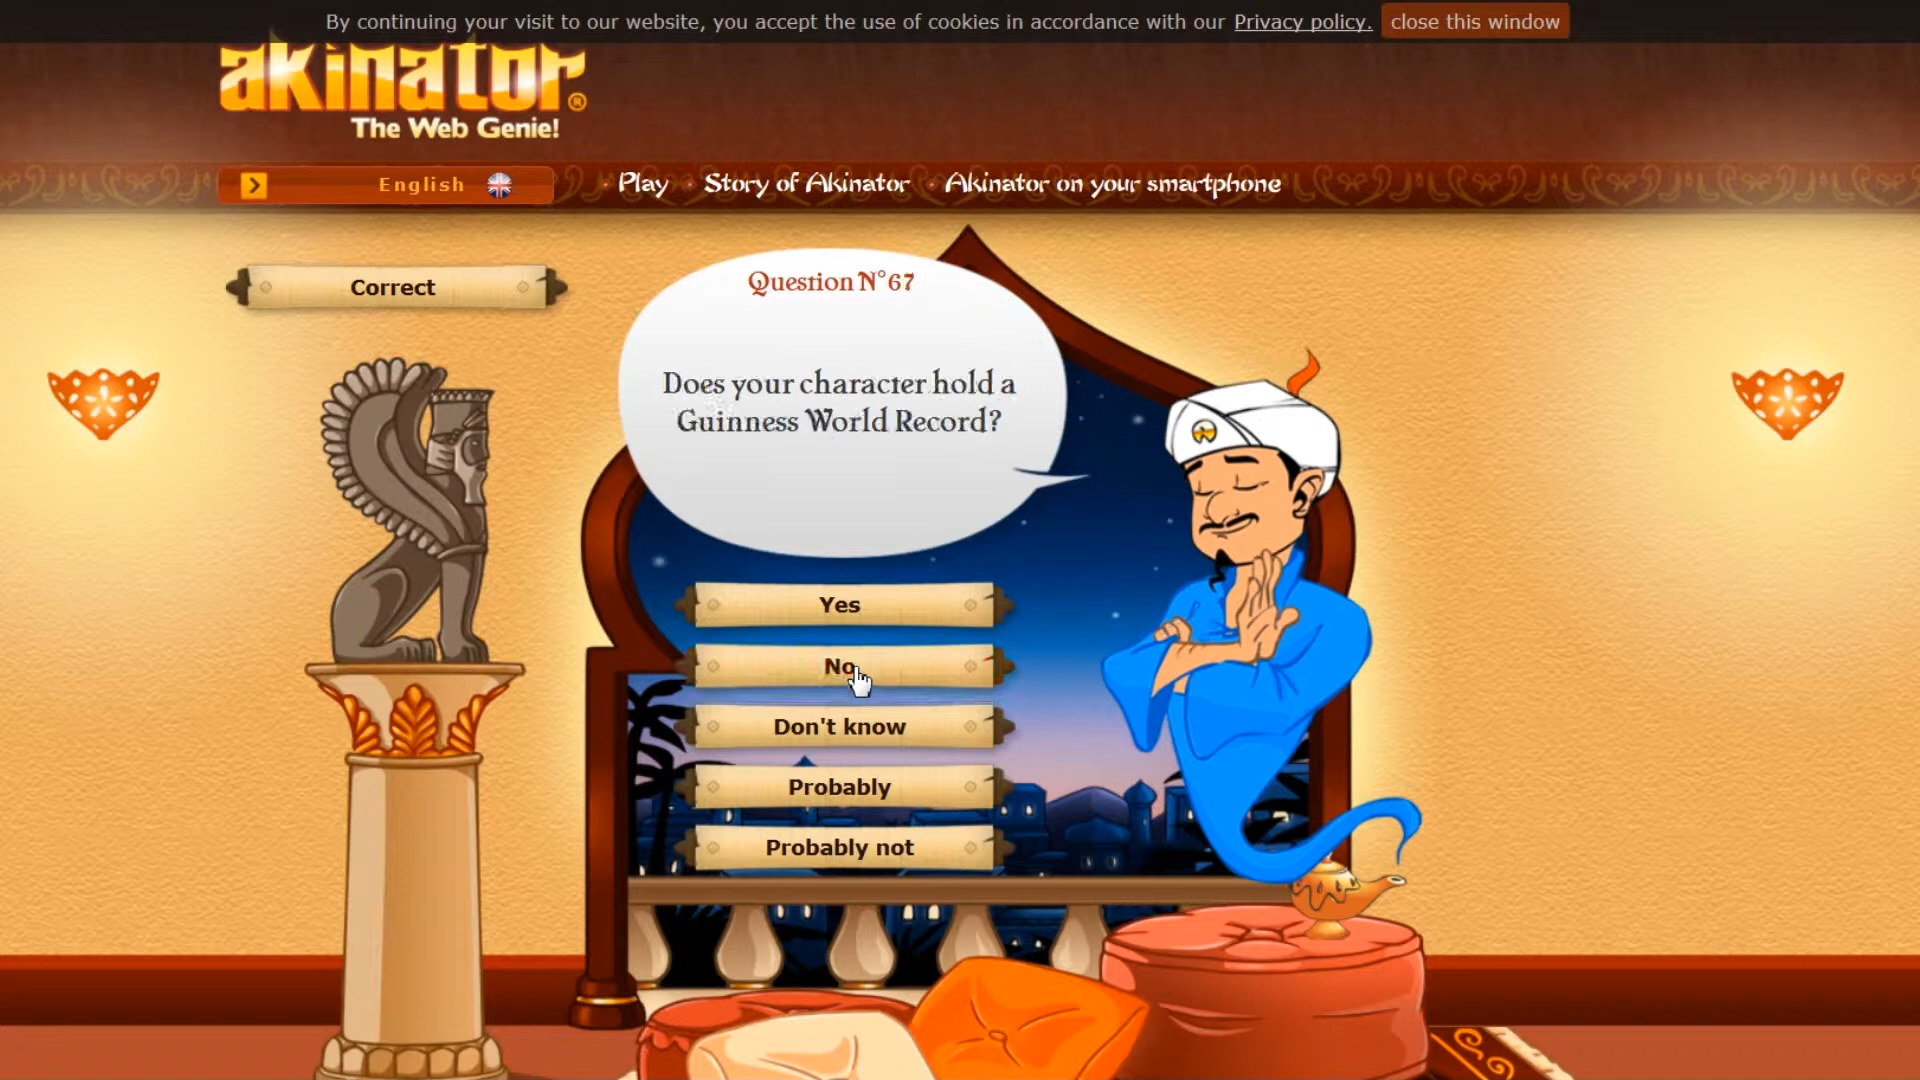 By continuing your visit to our website, you accept the use of cookies in accordance with our Privacy policy. close this window
akinator®
The Web Genie!
English
· Play · Story of Akinator · Akinator on your smartphone
Correct
Question N°67
Does your character hold a
Guinness World Record?
Yes
No
Don't know
Probably
Probably not